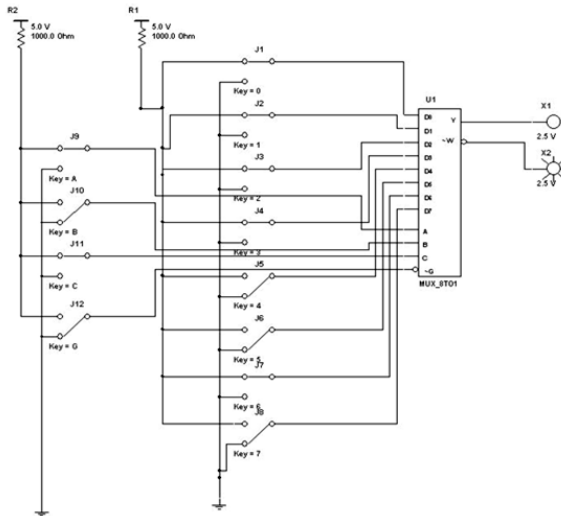 R2
5.0 V
1000.0 Ohm
R1
5.0 V
1000.0 Ohm
J1
Key = 0
J2
Key = 1
J3
Key = 2
J4
Key = 3
J5
Key = 4
J6
Key = 5
J7
Key = 6
J8
Key = 7
J9
Key = A
J10
Key = B
J11
Key = C
J12
Key = G
U1
D0
D1
D2
D3
D4
D5
D6
D7
A
B
C
~G
Y
~W
MUX_8TO1
X1
2.5 V
X2
2.5 V